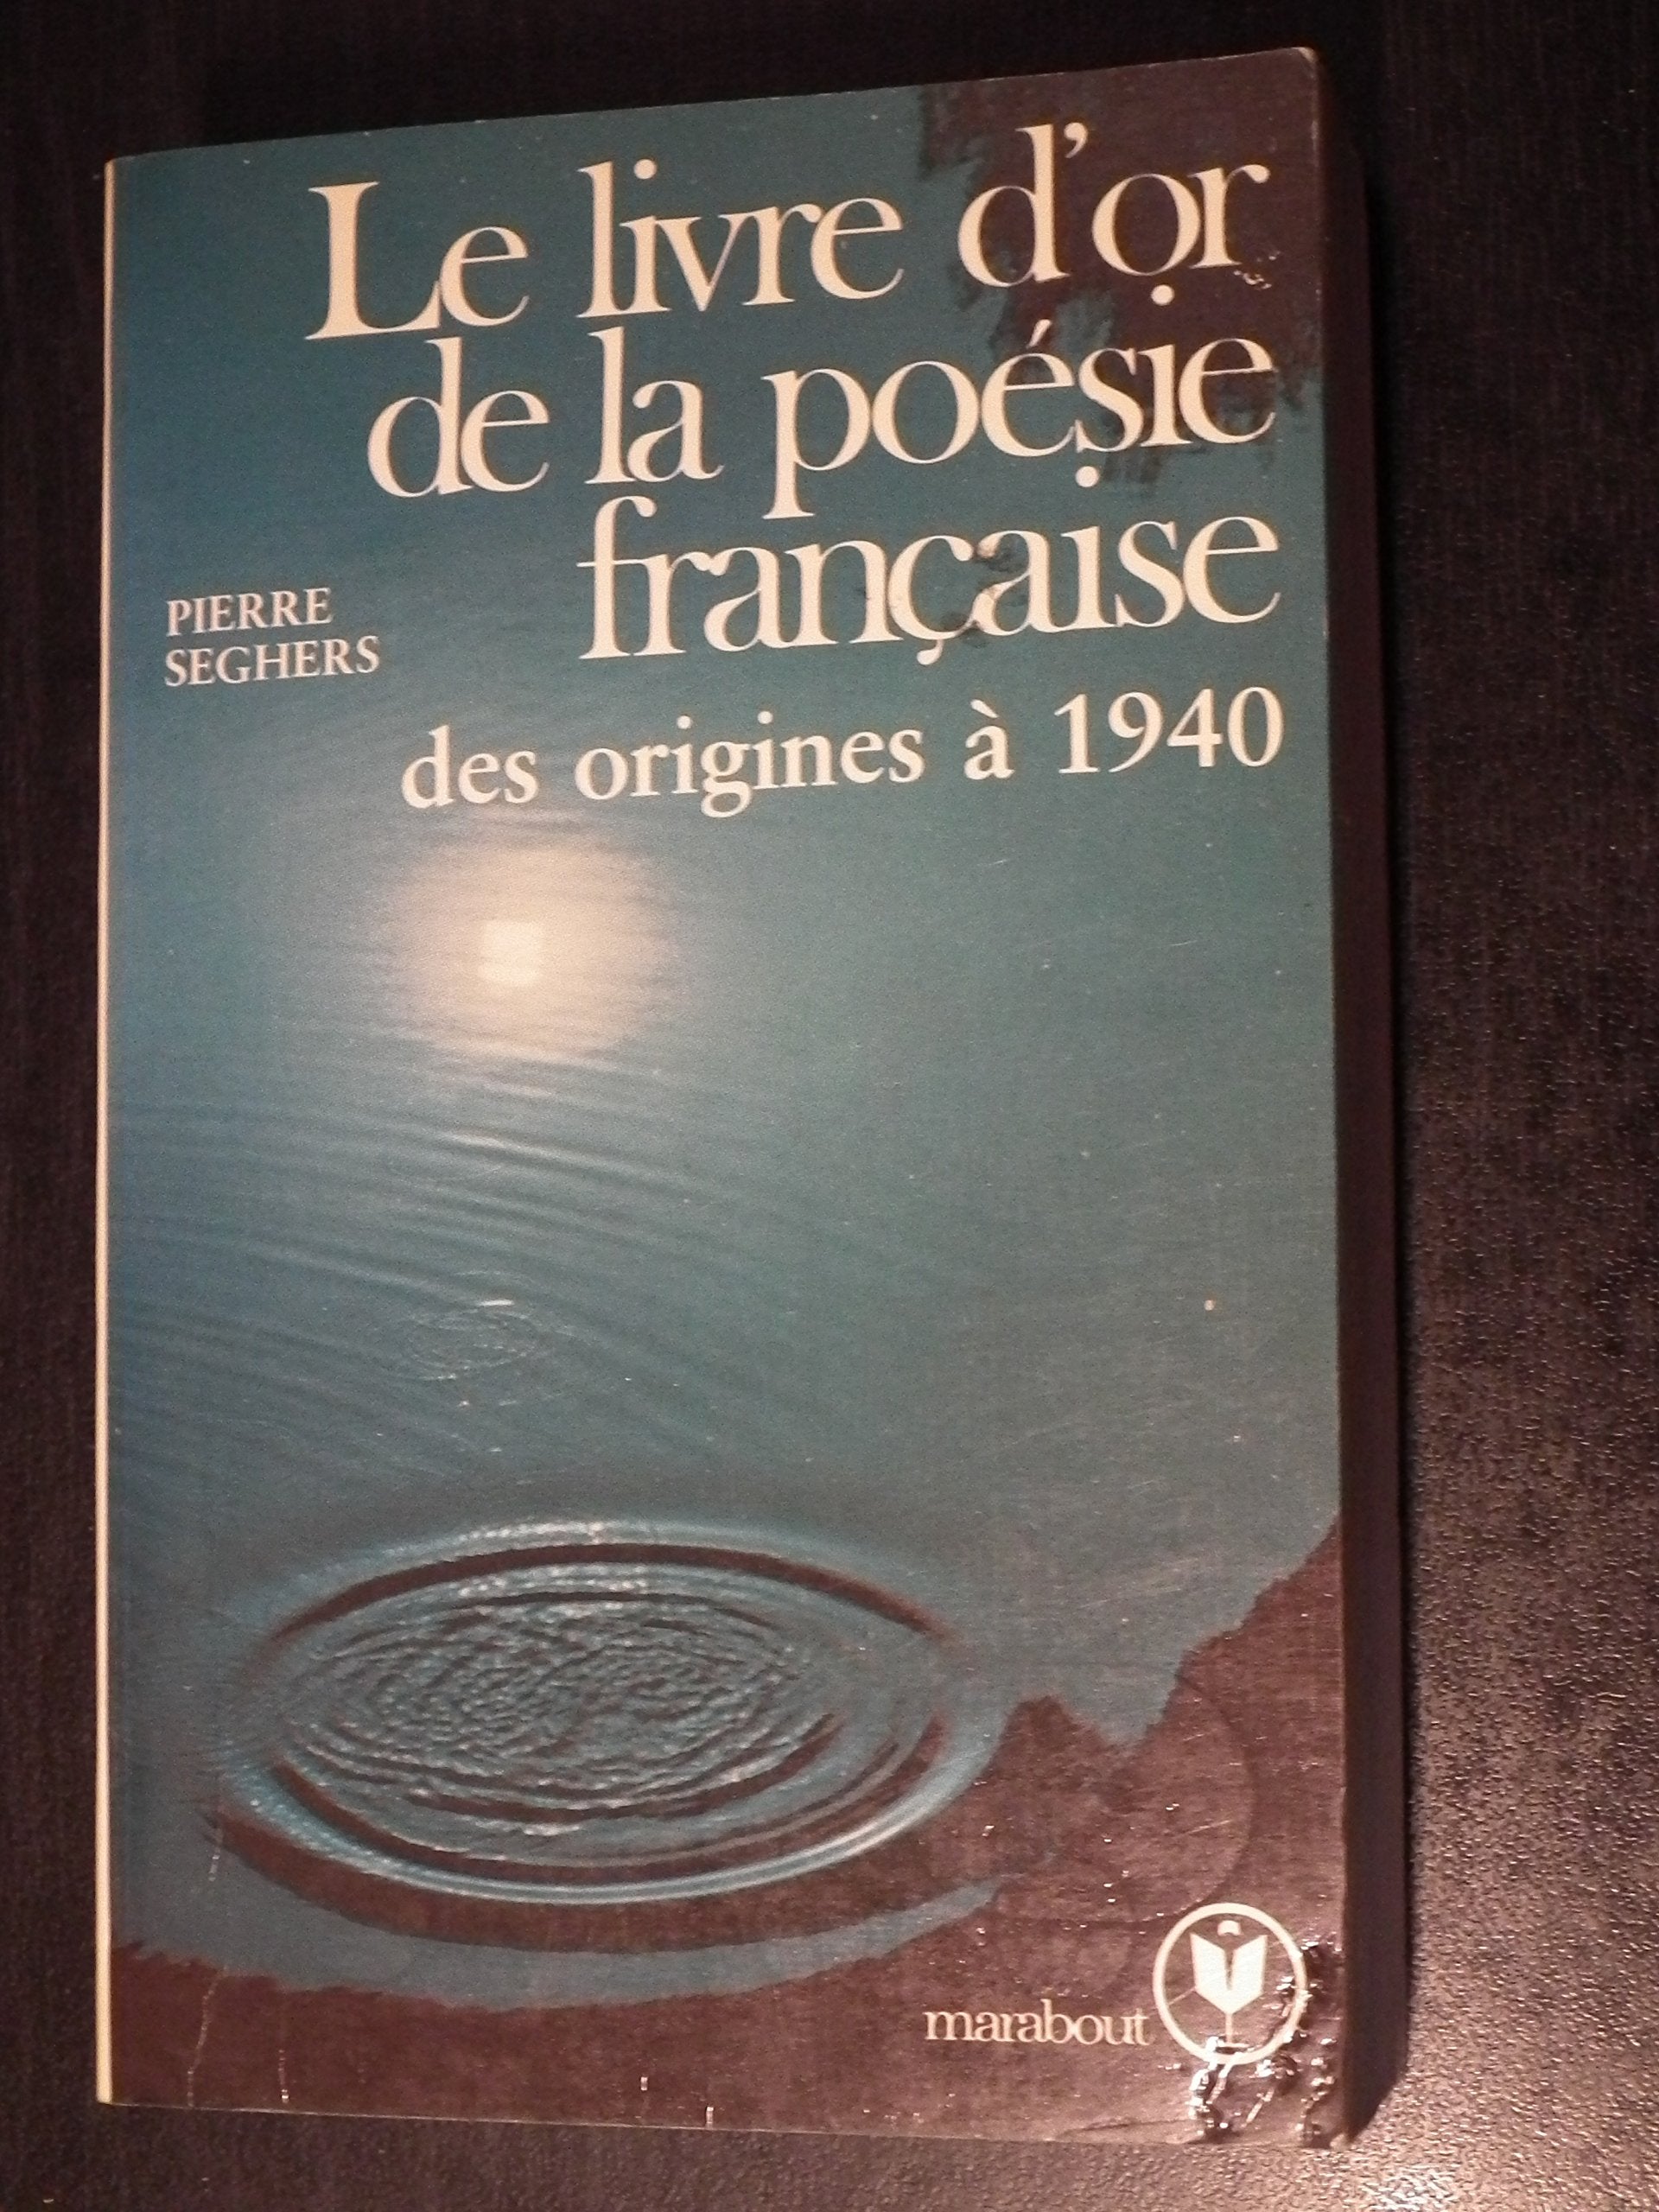 Le livre d'or
de la poésie
française
PIERRE
SEGHERS
des origines à 1940
marabout